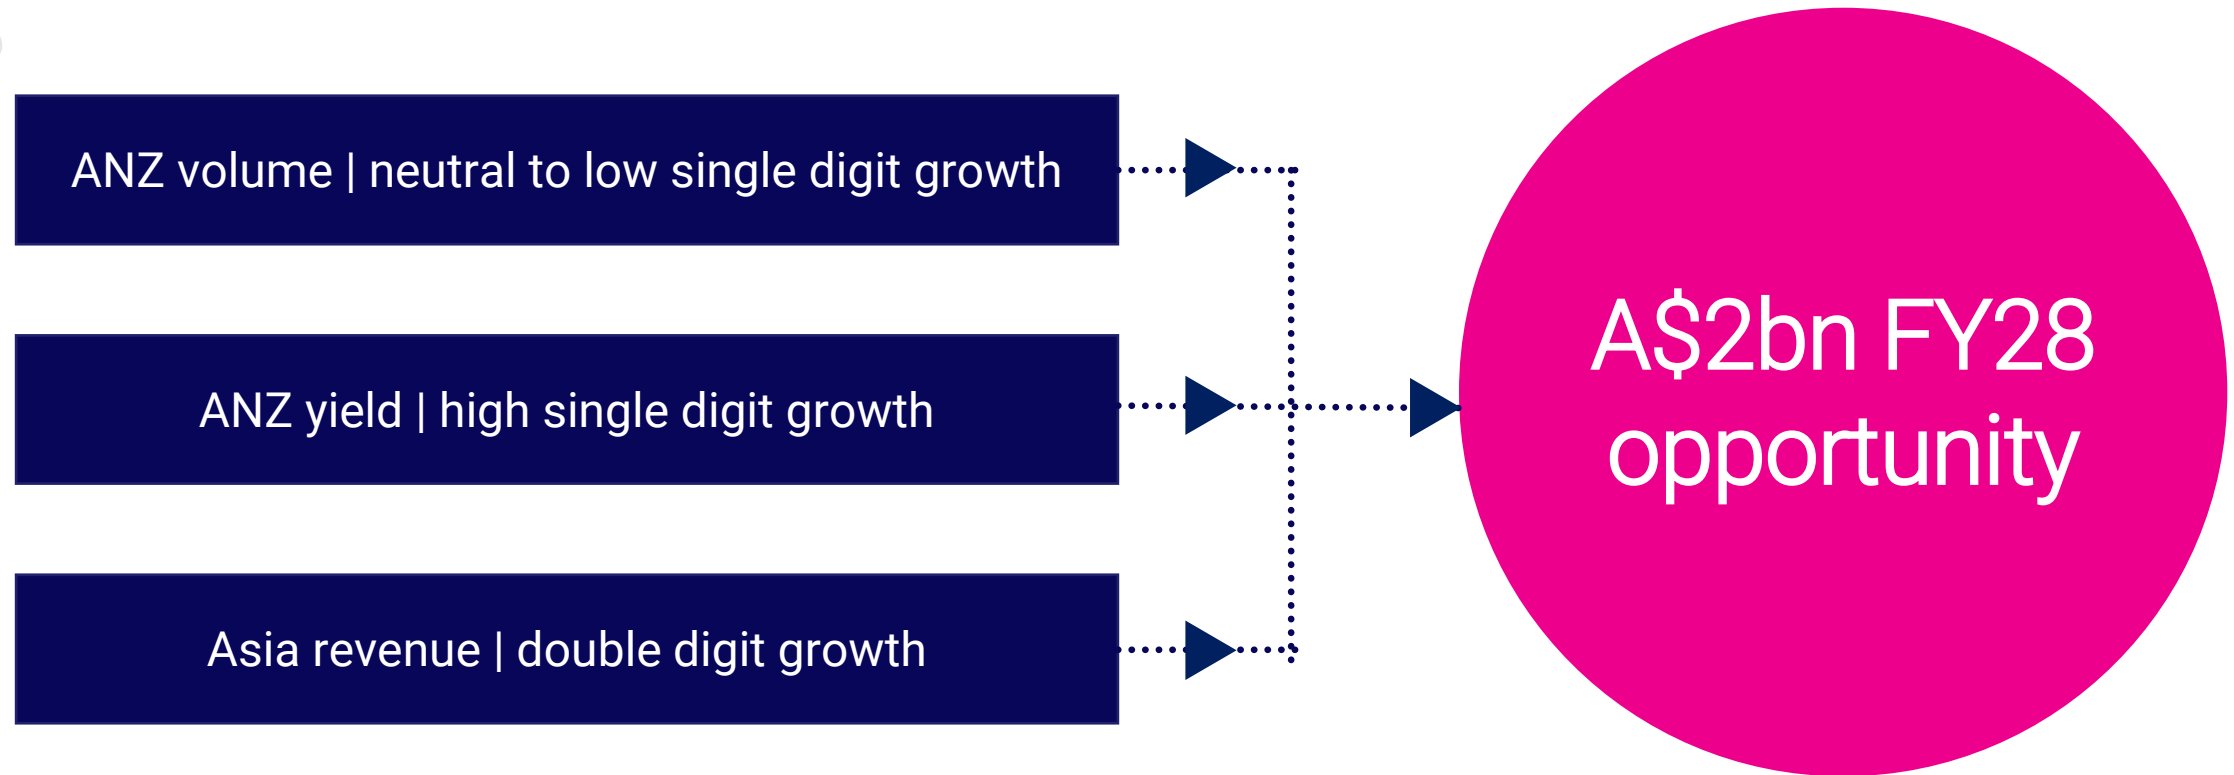 ANZ volume | neutral to low single digit growth
ANZ yield | high single digit growth
Asia revenue | double digit growth
A$2bn FY28
opportunity